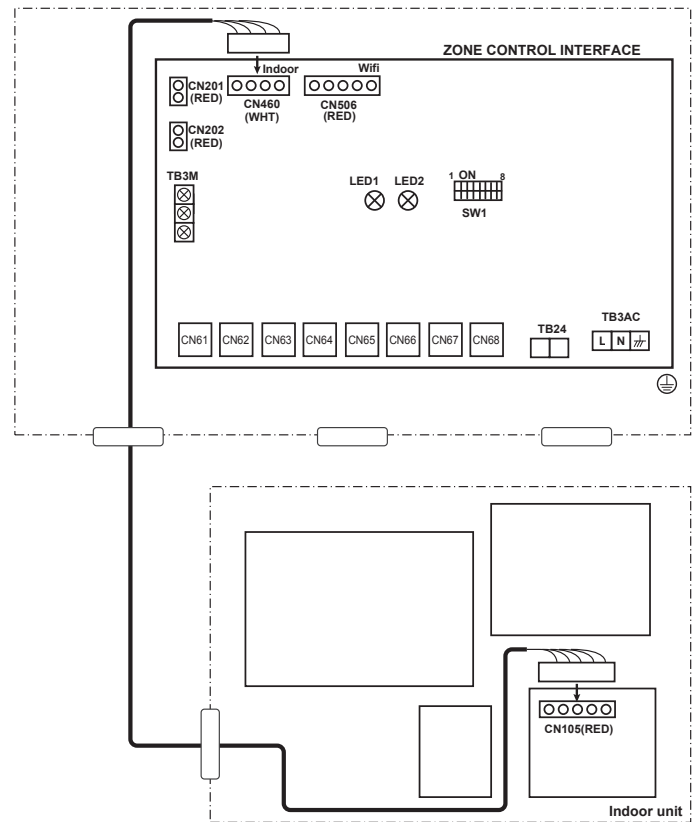 ZONE CONTROL INTERFACE
Indoor
Wifi
CN201
(RED)
CN460
(WHT)
CN506
(RED)
CN202
(RED)
TB3M
LED1 LED2
1 ON 8
SW1
CN61 CN62 CN63 CN64 CN65 CN66 CN67 CN68
TB24
TB3AC
L N
CN105(RED)
Indoor unit